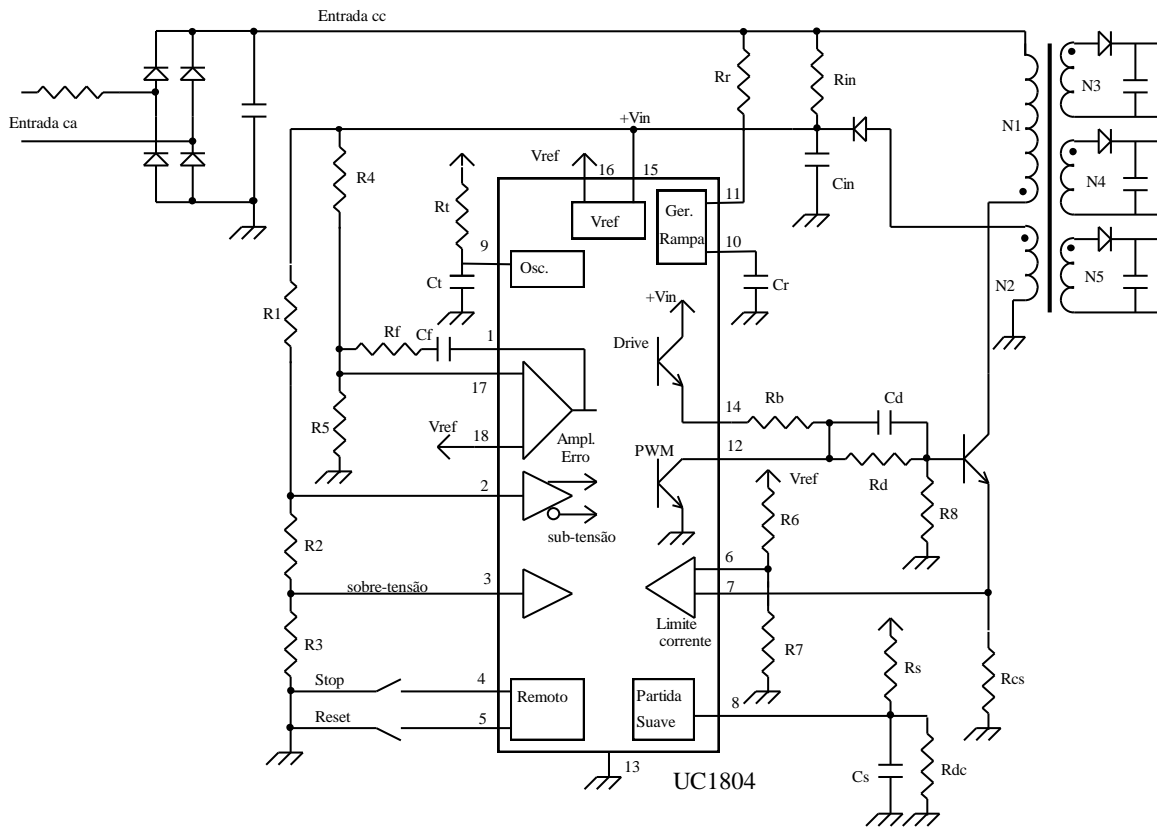 Entrada cc
Entrada ca
Rr
Rin
N3
N1
+Vin
R4
Vref
16
15
Cin
N4
11
Rt
Vref
Ger.
Rampa
10
9
Osc.
Ct
Cr
N2
N5
+Vin
R1
Rf
Cf
1
Drive
17
R5
14
Rb
Cd
Vref
18
Ampl.
Erro
PWM
12
Vref
Rd
2
R6
R8
sub-tensão
R2
6
3
sobre-tensão
7
Limite
corrente
R3
R7
Rs
Rcs
Stop
4
Remoto
Partida
Suave
8
Reset
5
13
UC1804
Cs
Rdc